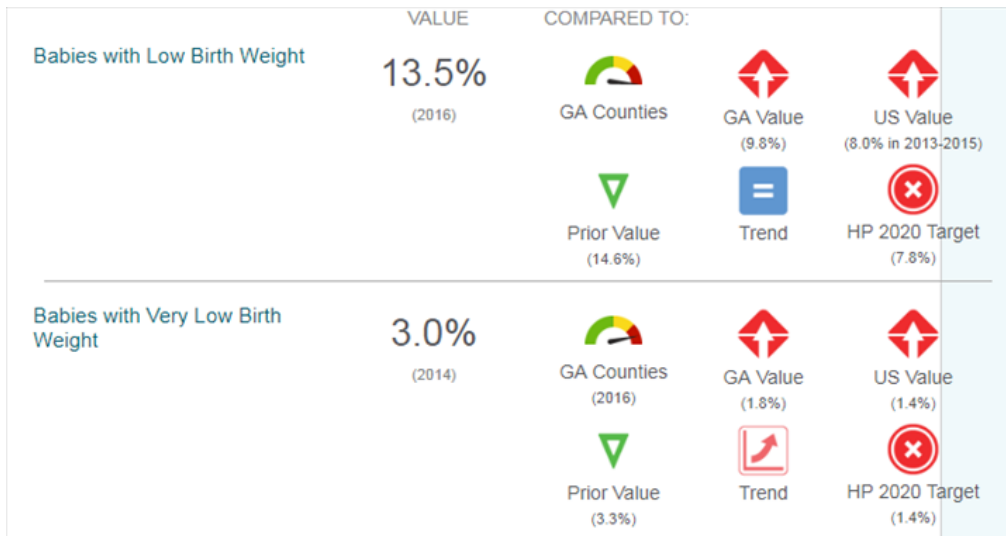 VALUE COMPARED TO:
Babies with Low Birth Weight
13.5%
(2016)
GA Counties
GA Value
(9.8%)
US Value
(8.0% in 2013-2015)
Prior Value
(14.6%)
Trend
HP 2020 Target
(7.8%)
Babies with Very Low Birth
Weight
3.0%
(2014)
GA Counties
(2016)
GA Value
(1.8%)
US Value
(1.4%)
Prior Value
(3.3%)
Trend
HP 2020 Target
(1.4%)